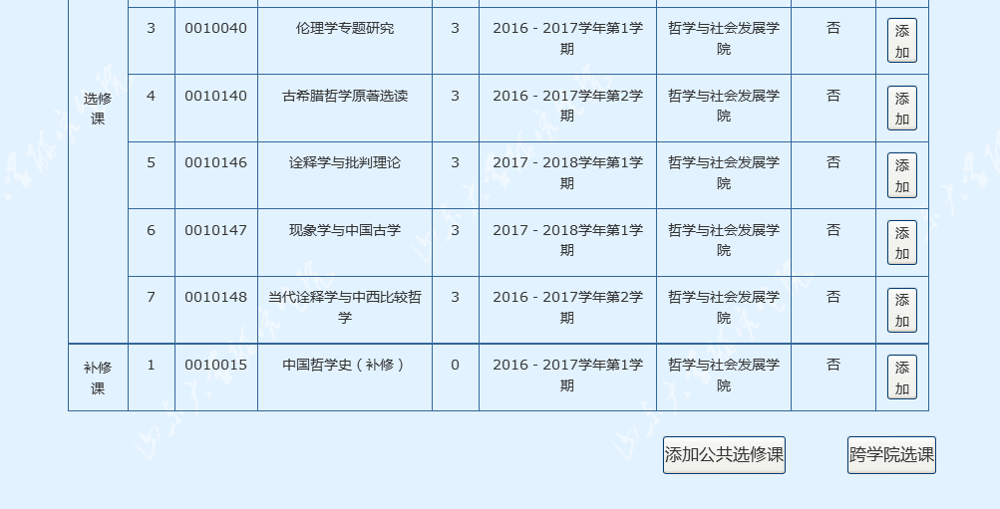 选修课
3 0010040 伦理学专题研究 3 2016 - 2017学年第1学期 哲学与社会发展学院 否 添加
4 0010140 古希腊哲学原著选读 3 2016 - 2017学年第2学期 哲学与社会发展学院 否 添加
5 0010146 诠释学与批判理论 3 2017 - 2018学年第1学期 哲学与社会发展学院 否 添加
6 0010147 现象学与中国古学 3 2017 - 2018学年第1学期 哲学与社会发展学院 否 添加
7 0010148 当代诠释学与中西比较哲学 3 2016 - 2017学年第2学期 哲学与社会发展学院 否 添加
补修课
1 0010015 中国哲学史（补修） 0 2016 - 2017学年第1学期 哲学与社会发展学院 否 添加
添加公共选修课 跨学院选课